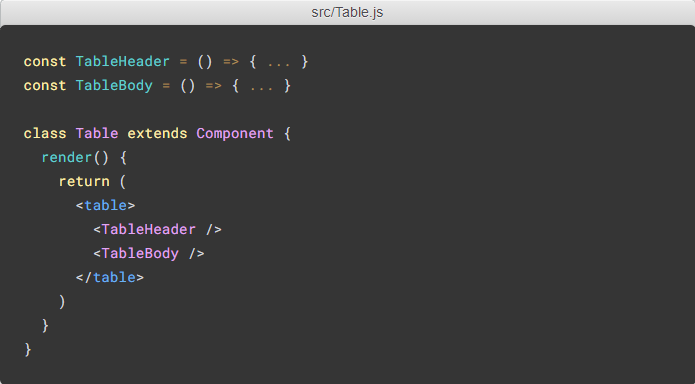 src/Table.js
const TableHeader = () => { ... }
const TableBody = () => { ... }
class Table extends Component {
render() {
return (
<table>
<TableHeader />
<TableBody />
</table>
)
}
}